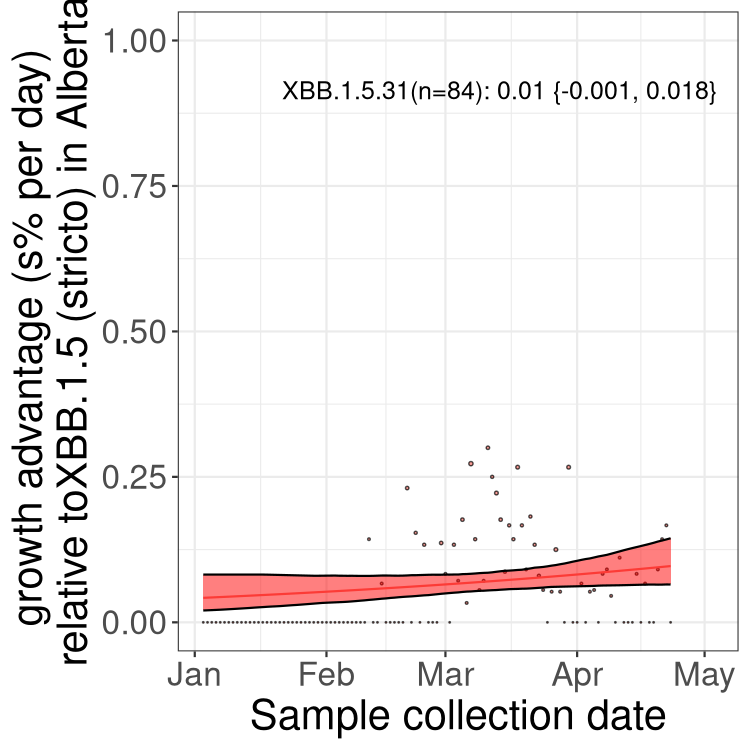 growth advantage (s% per day)
relative toXBB.1.5 (stricto) in Alberta
1.00
0.75
0.50
0.25
0.00
XBB.1.5.31(n=84): 0.01 {-0.001, 0.018}
Jan Feb Mar Apr May
Sample collection date